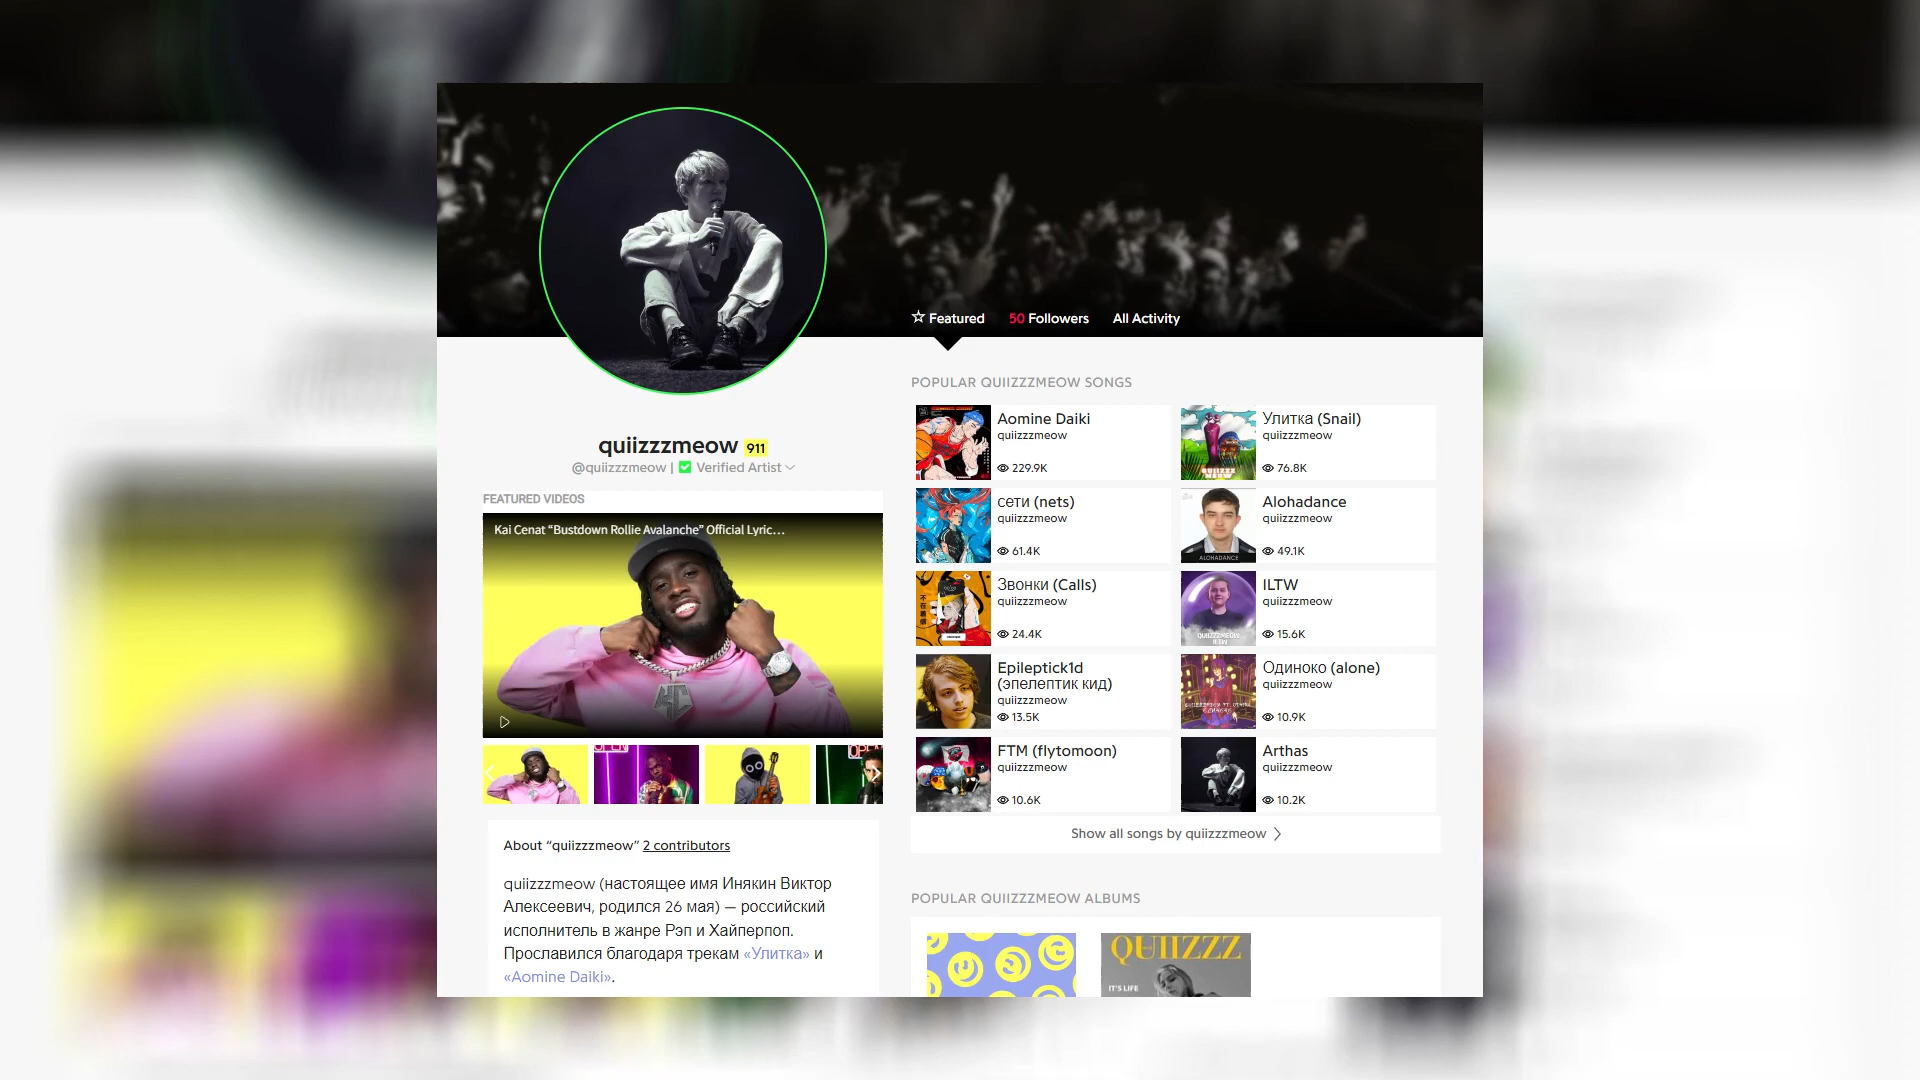 Featured
50 Followers
All Activity
quiizzzmeow 911
@quiizzzmeow | Verified Artist
FEATURED VIDEOS
Kai Cenat “Bustdown Rollie Avalanche” Official Lyric...
About “quiizzzmeow” 2 contributors
quiizzzmeow (настоящее имя Инякин Виктор
Алексеевич, родился 26 мая) — российский
исполнитель в жанре Рэп и Хайперпоп.
Прославился благодаря трекам «Улитка» и
«Aomine Daiki».
POPULAR QUIIZZZMEOW SONGS
Aomine Daiki
quiizzzmeow
229.9K
Улитка (Snail)
quiizzzmeow
76.8K
сети (nets)
quiizzzmeow
61.4K
ALOHADANCE
Alohadance
quiizzzmeow
49.1K
Звонки (Calls)
quiizzzmeow
24.4K
QUIIZZZMEOW
ILTW
ILTW
quiizzzmeow
15.6K
Epileptick1d
(эпелептик кид)
quiizzzmeow
13.5K
Одиноко (alone)
quiizzzmeow
10.9K
FTM (flytomoon)
quiizzzmeow
10.6K
Arthas
quiizzzmeow
10.2K
Show all songs by quiizzzmeow
POPULAR QUIIZZZMEOW ALBUMS
QUIIZZZ
IT'S LIFE